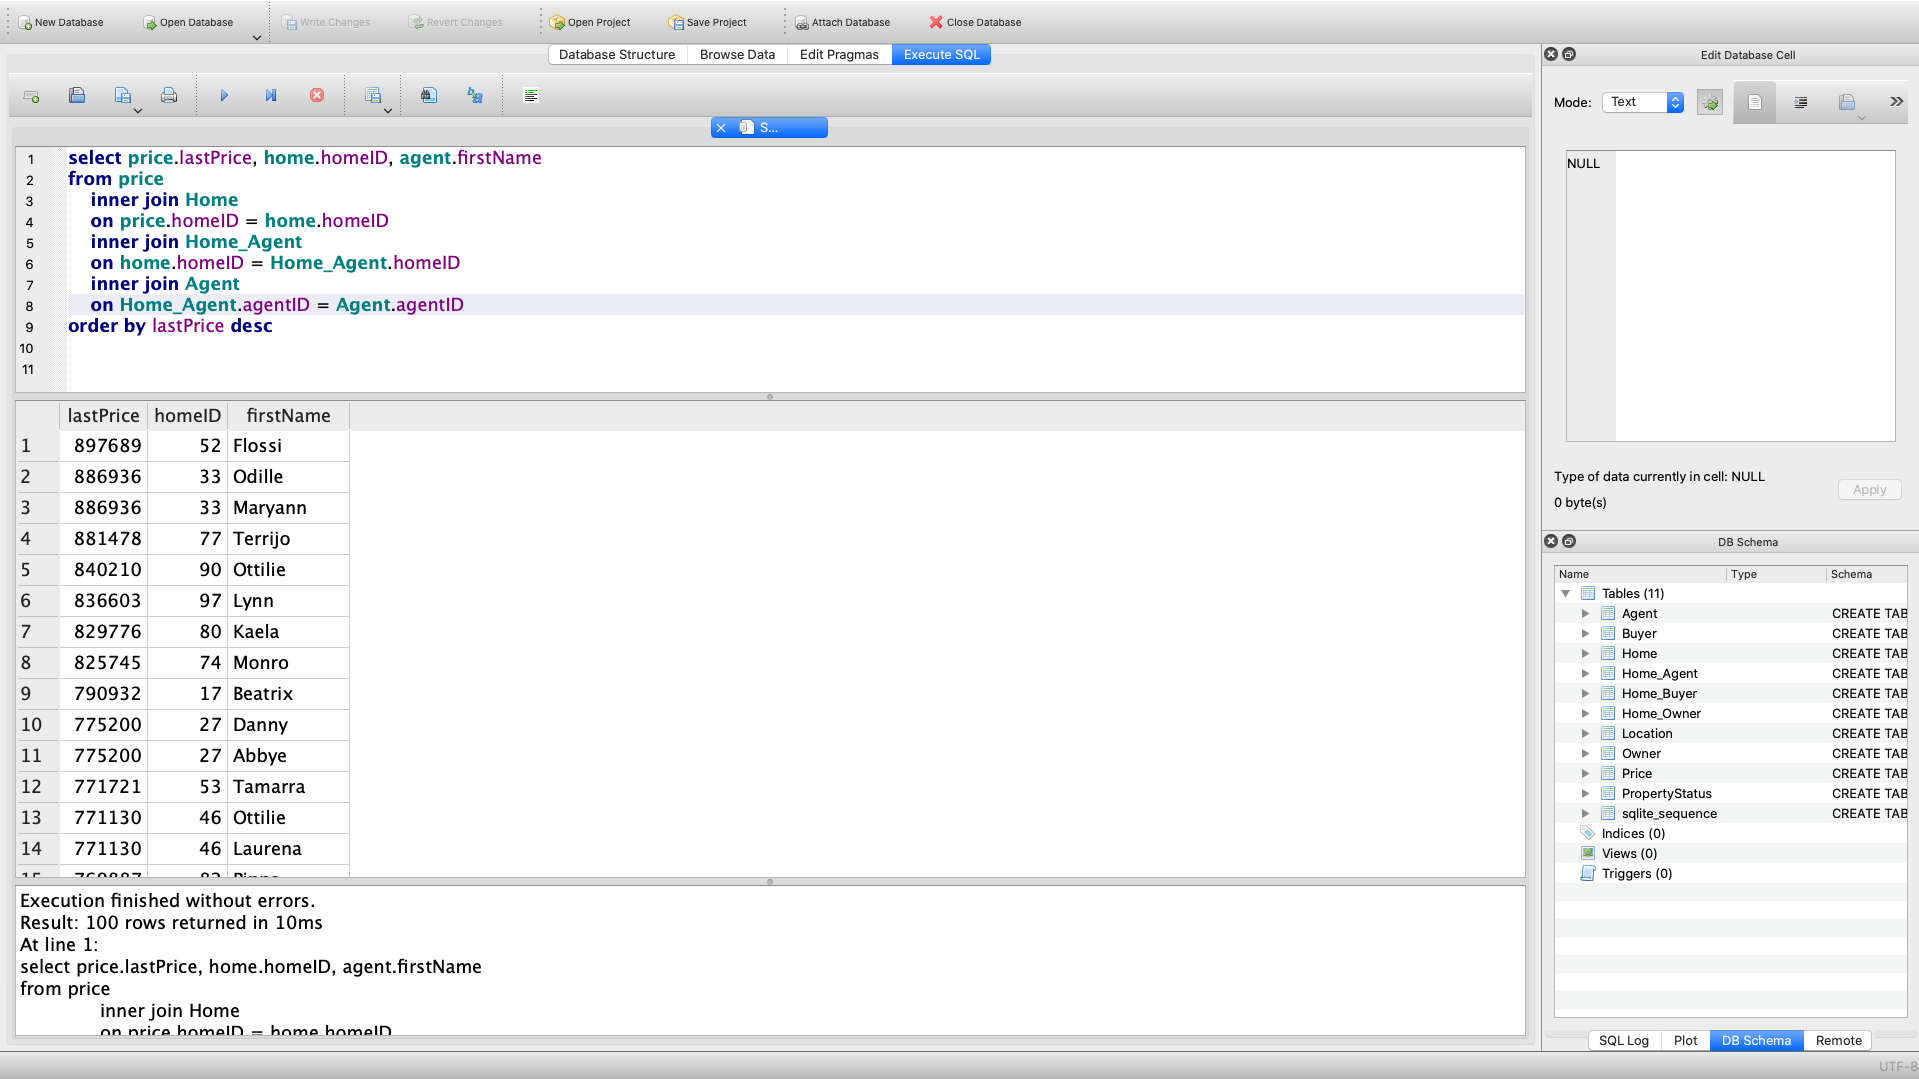 New Database Open Database Write Changes Revert Changes Open Project Save Project Attach Database Close Database
Database Structure Browse Data Edit Pragmas Execute SQL
S...
1 select price.lastPrice, home.homeID, agent.firstName
2 from price
3 inner join Home
4 on price.homeID = home.homeID
5 inner join Home_Agent
6 on home.homeID = Home_Agent.homeID
7 inner join Agent
8 on Home_Agent.agentID = Agent.agentID
9 order by lastPrice desc
10
11
lastPrice homeID firstName
1 897689 52 Flossi
2 886936 33 Odille
3 886936 33 Maryann
4 881478 77 Terrijo
5 840210 90 Ottilie
6 836603 97 Lynn
7 829776 80 Kaela
8 825745 74 Monro
9 790932 17 Beatrix
10 775200 27 Danny
11 775200 27 Abbye
12 771721 53 Tamarra
13 771130 46 Ottilie
14 771130 46 Laurena
Execution finished without errors.
Result: 100 rows returned in 10ms
At line 1:
select price.lastPrice, home.homeID, agent.firstName
from price
inner join Home
on price.homeID = home.homeID
Edit Database Cell
Mode: Text
NULL
Type of data currently in cell: NULL
0 byte(s)
Apply
DB Schema
Name Type Schema
Tables (11)
Agent CREATE TAB
Buyer CREATE TAB
Home CREATE TAB
Home_Agent CREATE TAB
Home_Buyer CREATE TAB
Home_Owner CREATE TAB
Location CREATE TAB
Owner CREATE TAB
Price CREATE TAB
PropertyStatus CREATE TAB
sqlite_sequence CREATE TAB
Indices (0)
Views (0)
Triggers (0)
SQL Log Plot DB Schema Remote
UTF-8